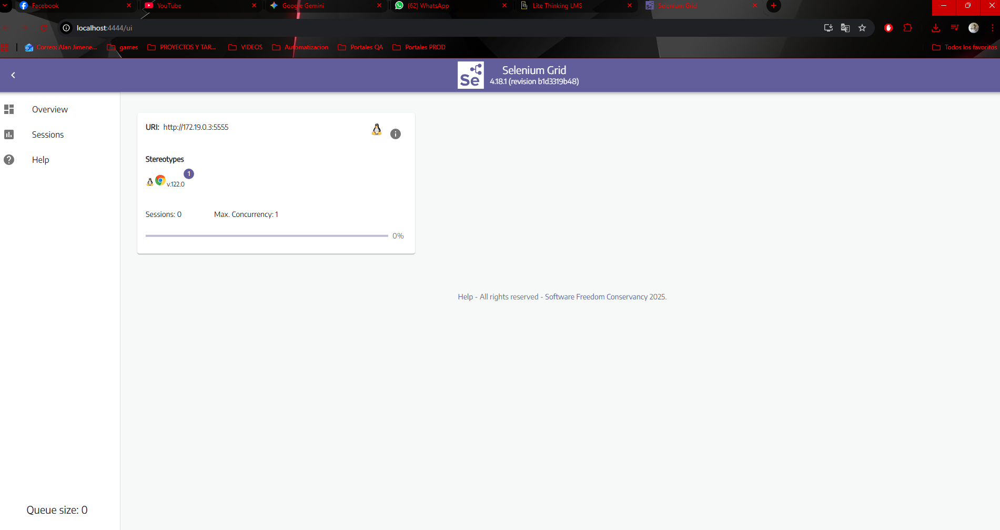 Facebook
YouTube
Google Gemini
(62) WhatsApp
Lite Thinking LMS
Selenium Grid
localhost:4444/ui
Correo: Alan Jimene...
games
PROYECTOS Y TAR...
VIDEOS
Automatizacion
Portales QA
Portales PROD
Todos los favoritos
Se
Selenium Grid
4.18.1 (revision b1d3319b48)
Overview
Sessions
Help
URI: http://172.19.0.3:5555
Stereotypes
v.122.0
1
Sessions: 0
Max. Concurrency: 1
0%
Help - All rights reserved - Software Freedom Conservancy 2025.
Queue size: 0